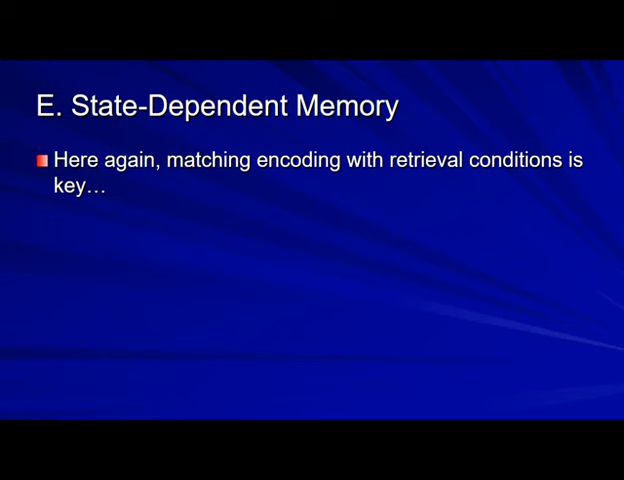 E. State-Dependent Memory
Here again, matching encoding with retrieval conditions is
key…